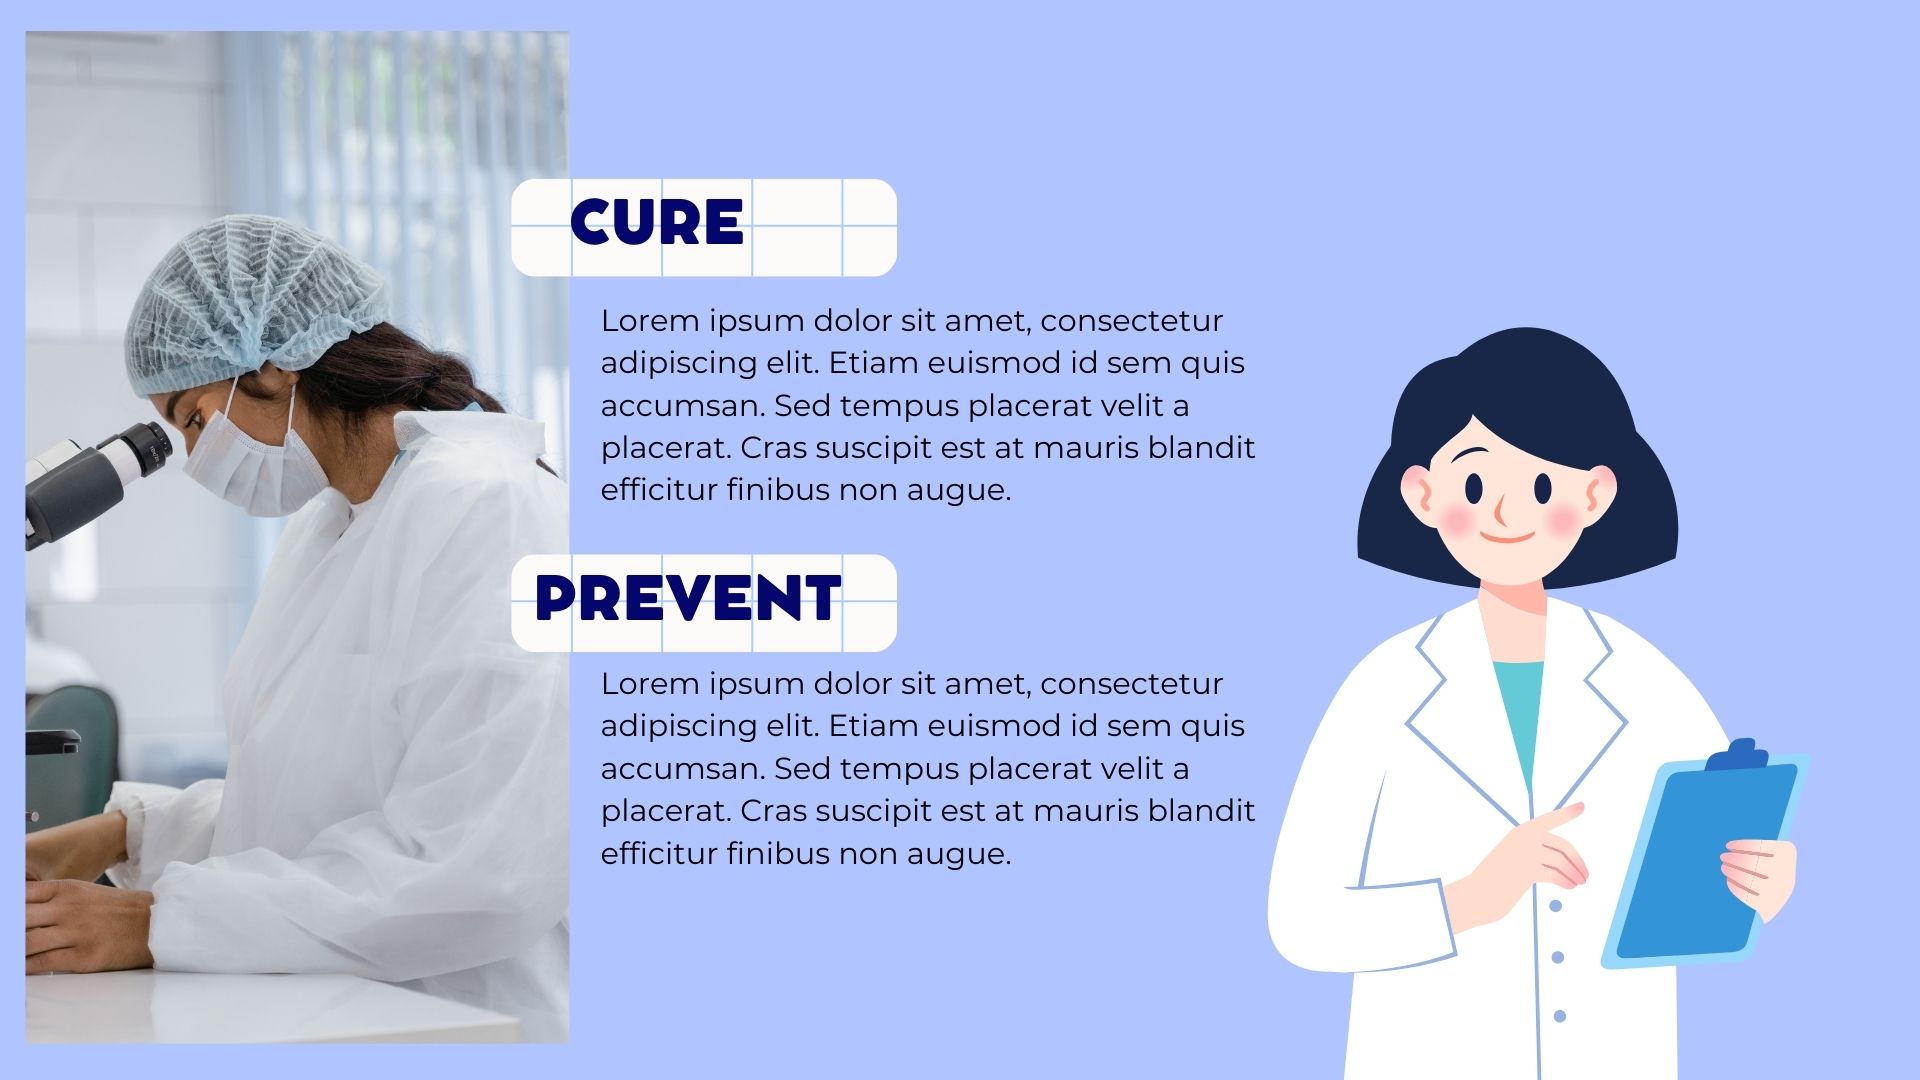 CURE
Lorem ipsum dolor sit amet, consectetur
adipiscing elit. Etiam euismod id sem quis
accumsan. Sed tempus placerat velit a
placerat. Cras suscipit est at mauris blandit
efficitur finibus non augue.
PREVENT
Lorem ipsum dolor sit amet, consectetur
adipiscing elit. Etiam euismod id sem quis
accumsan. Sed tempus placerat velit a
placerat. Cras suscipit est at mauris blandit
efficitur finibus non augue.